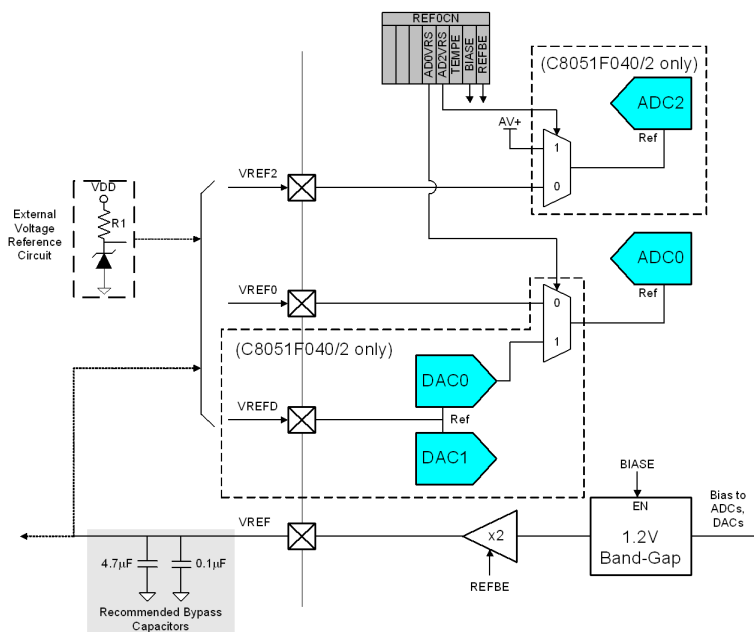 REF0CN
AD0VRS
AD2VRS
TEMPE
BIASE
REFBE
(C8051F040/2 only)
ADC2
Ref
AV+
1
0
VREF2
External
Voltage
Reference
Circuit
VDD
R1
ADC0
Ref
VREF0
0
1
(C8051F040/2 only)
DAC0
VREFD
Ref
DAC1
BIASE
Bias to
ADCs,
DACs
EN
1.2V
Band-Gap
VREF
x2
REFBE
4.7μF
0.1μF
Recommended Bypass
Capacitors